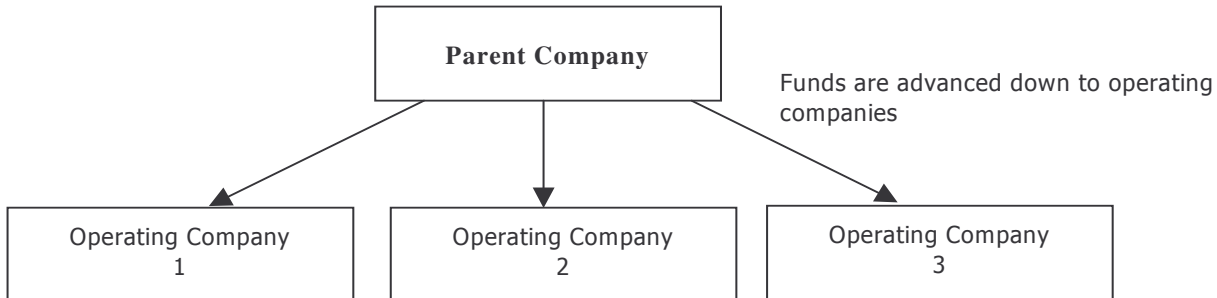 Parent Company
Funds are advanced down to operating
companies
Operating Company
1
Operating Company
2
Operating Company
3